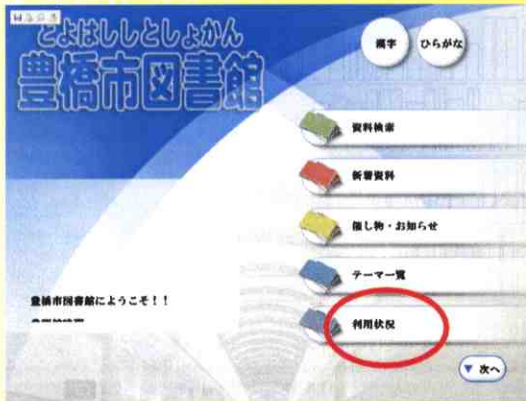 とよはししとしょかん
豊橋市図書館
漢字
ひらがな
資料検索
新着資料
催し物・お知らせ
テーマ一覧
豊橋市図書館にようこそ!!
利用状況
▼ 次へ